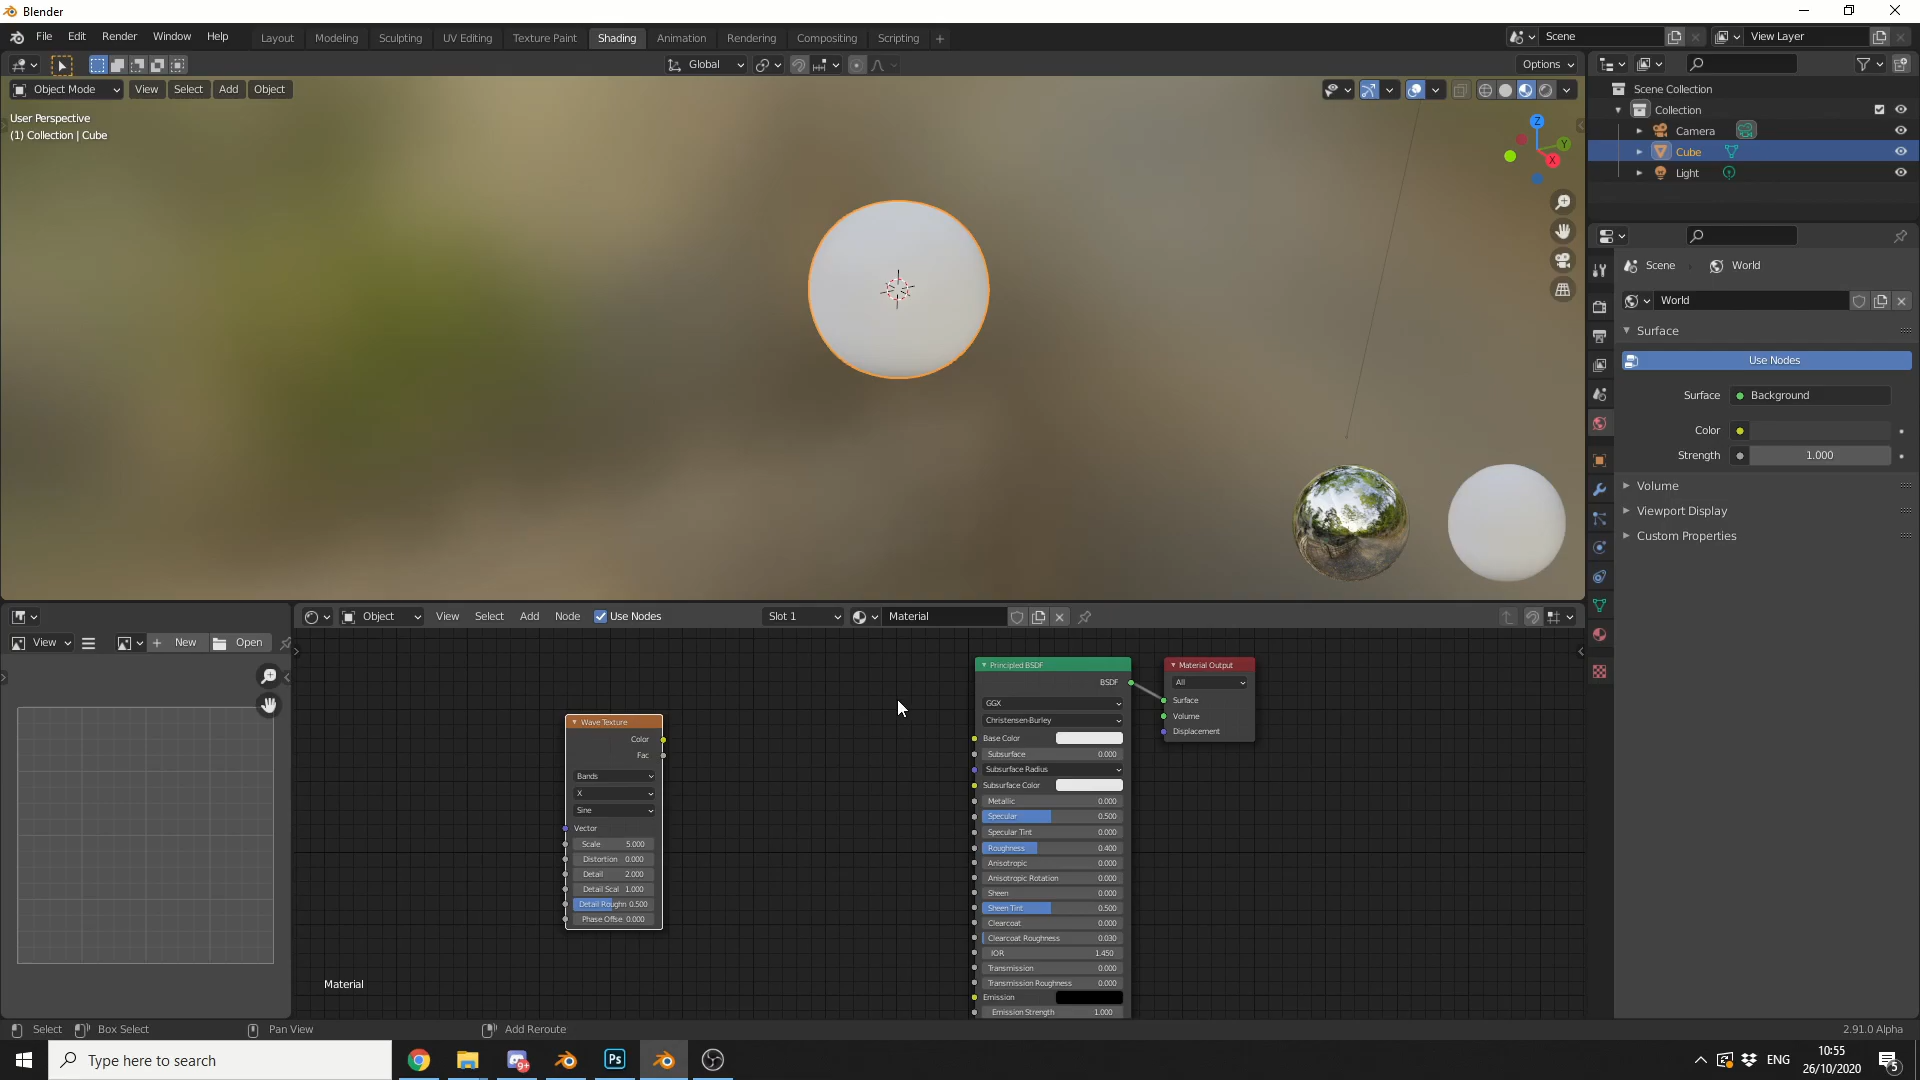 Blender
File Edit Render Window Help Layout Modeling Sculpting UV Editing Texture Paint Shading Animation Rendering Compositing Scripting + Scene View Layer
Global Options
Object Mode View Select Add Object
User Perspective
(1) Collection | Cube
Z
Y
X
Scene Collection
Collection
Camera
Cube
Light
Scene World
World
Surface
Use Nodes
Surface Background
Color
Strength 1.000
Volume
Viewport Display
Custom Properties
Object View Select Add Node Use Nodes Slot 1 Material
View New Open
Wave Texture
Color
Fac
Bands
X
Sine
Vector
Scale 5.000
Distortion 0.000
Detail 2.000
Detail Scal 1.000
Detail Roughn 0.500
Phase Offse 0.000
Principled BSDF
BSDF
GGX
Christensen-Burley
Base Color
Subsurface 0.000
Subsurface Radius
Subsurface Color
Metallic 0.000
Specular 0.500
Specular Tint 0.000
Roughness 0.400
Anisotropic 0.000
Anisotropic Rotation 0.000
Sheen 0.000
Sheen Tint 0.500
Clearcoat 0.000
Clearcoat Roughness 0.030
IOR 1.450
Transmission 0.000
Transmission Roughness 0.000
Emission
Emission Strength 1.000
Material Output
All
Surface
Volume
Displacement
Material
Select Box Select Pan View Add Reroute 2.91.0 Alpha
Type here to search
9+
Ps
ENG
10:55
26/10/2020
5